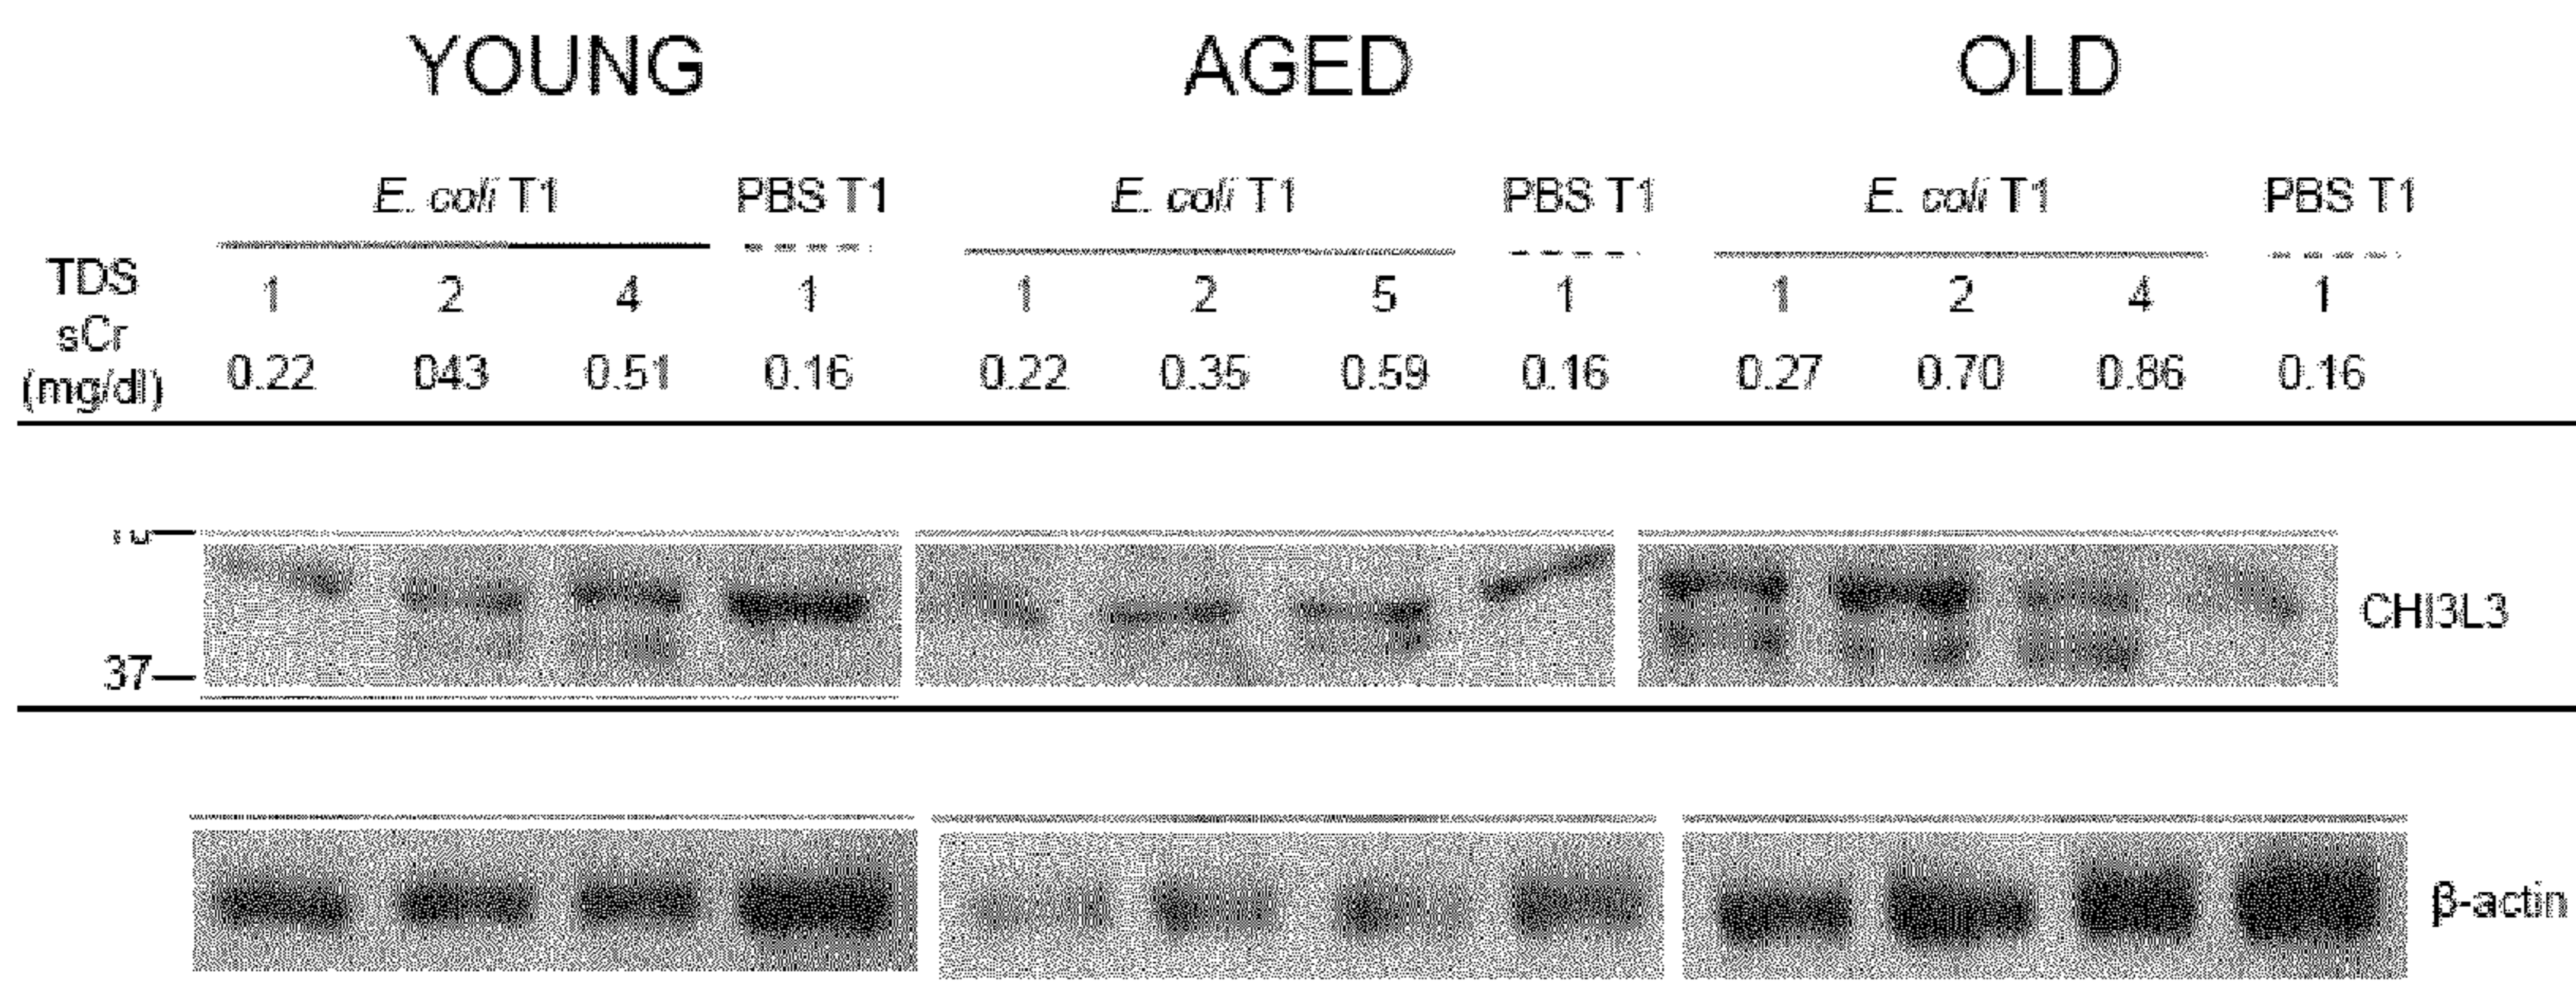 YOUNG AGED OLD
E. coli T1 PBS T1 E. coli T1 PBS T1 E. coli T1 PBS T1
TDS 1 2 4 1 1 2 5 1 1 2 4 1
sCr
(mg/dl) 0.22 043 0.51 0.16 0.22 0.35 0.59 0.16 0.27 0.70 0.86 0.16
CHI3L3
37
β-actin